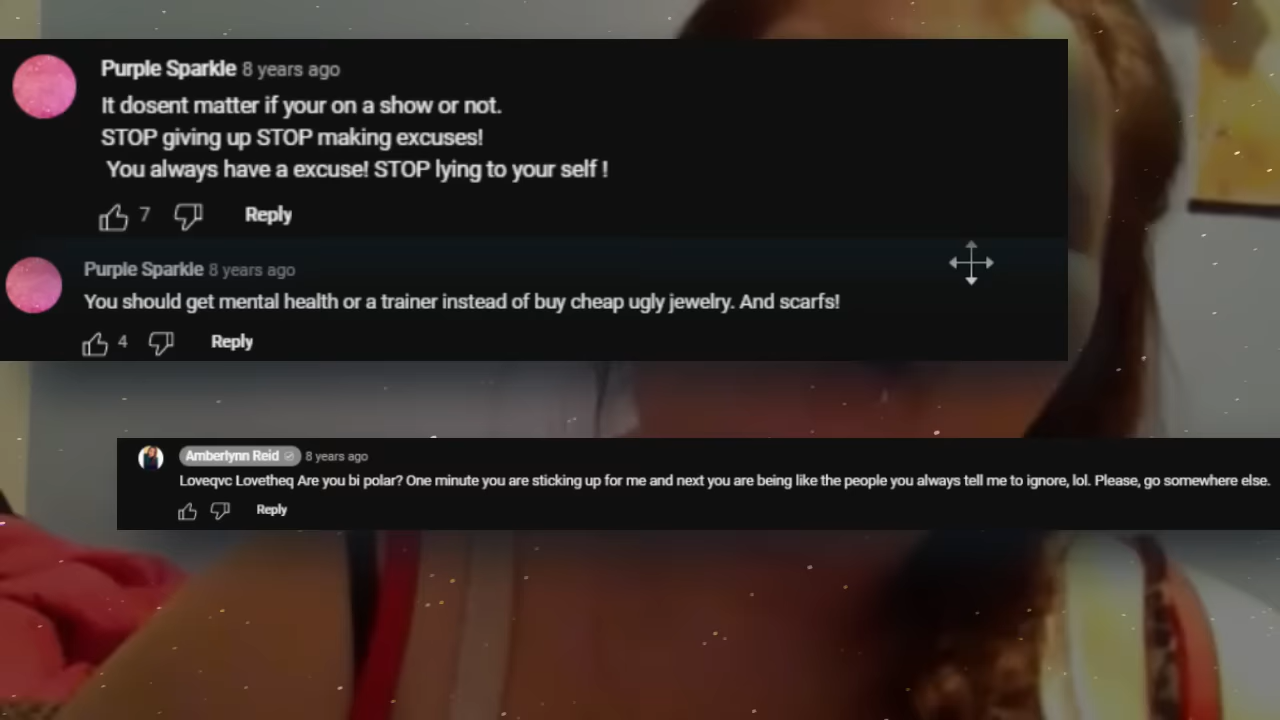 Purple Sparkle 8 years ago
It dosent matter if your on a show or not.
STOP giving up STOP making excuses!
You always have a excuse! STOP lying to your self !
7 Reply
Purple Sparkle 8 years ago
You should get mental health or a trainer instead of buy cheap ugly jewelry. And scarfs!
4 Reply
Amberlynn Reid 8 years ago
Loveqvc Lovetheq Are you bi polar? One minute you are sticking up for me and next you are being like the people you always tell me to ignore, lol. Please, go somewhere else.
Reply